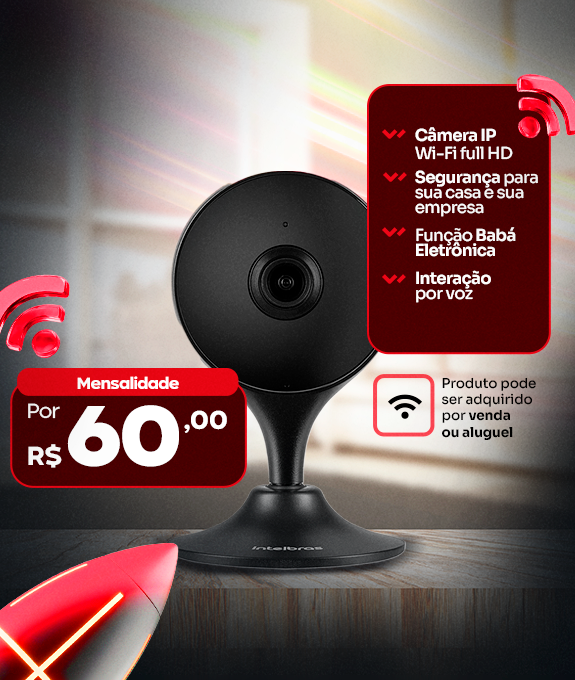 Câmera IP
Wi-Fi full HD
Segurança para
sua casa e sua
empresa
Função Babá
Eletrônica
Interação
por voz
Mensalidade
Por
R$ 60,00
Produto pode
ser adquirido
por venda
ou aluguel
intelbras